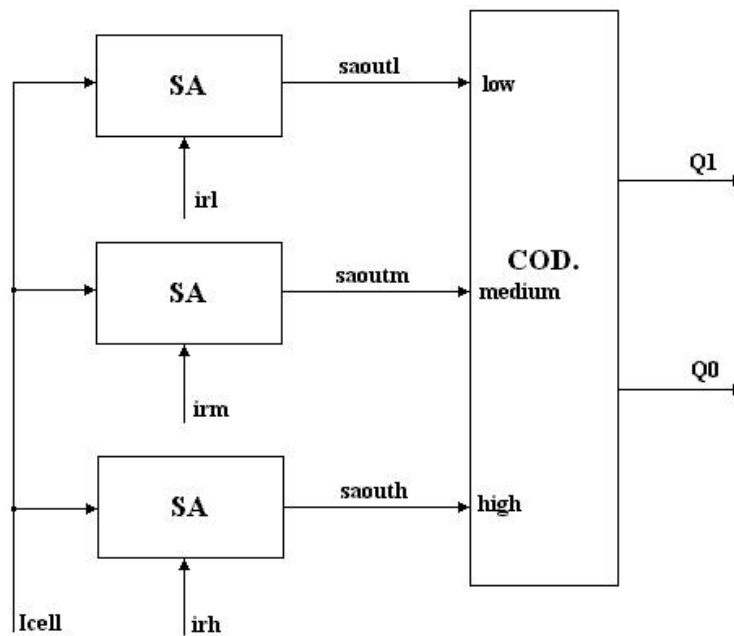 SA
saoutl
low
irl
Q1
SA
saoutm
COD.
medium
irm
Q0
SA
saouth
high
Icell
irh